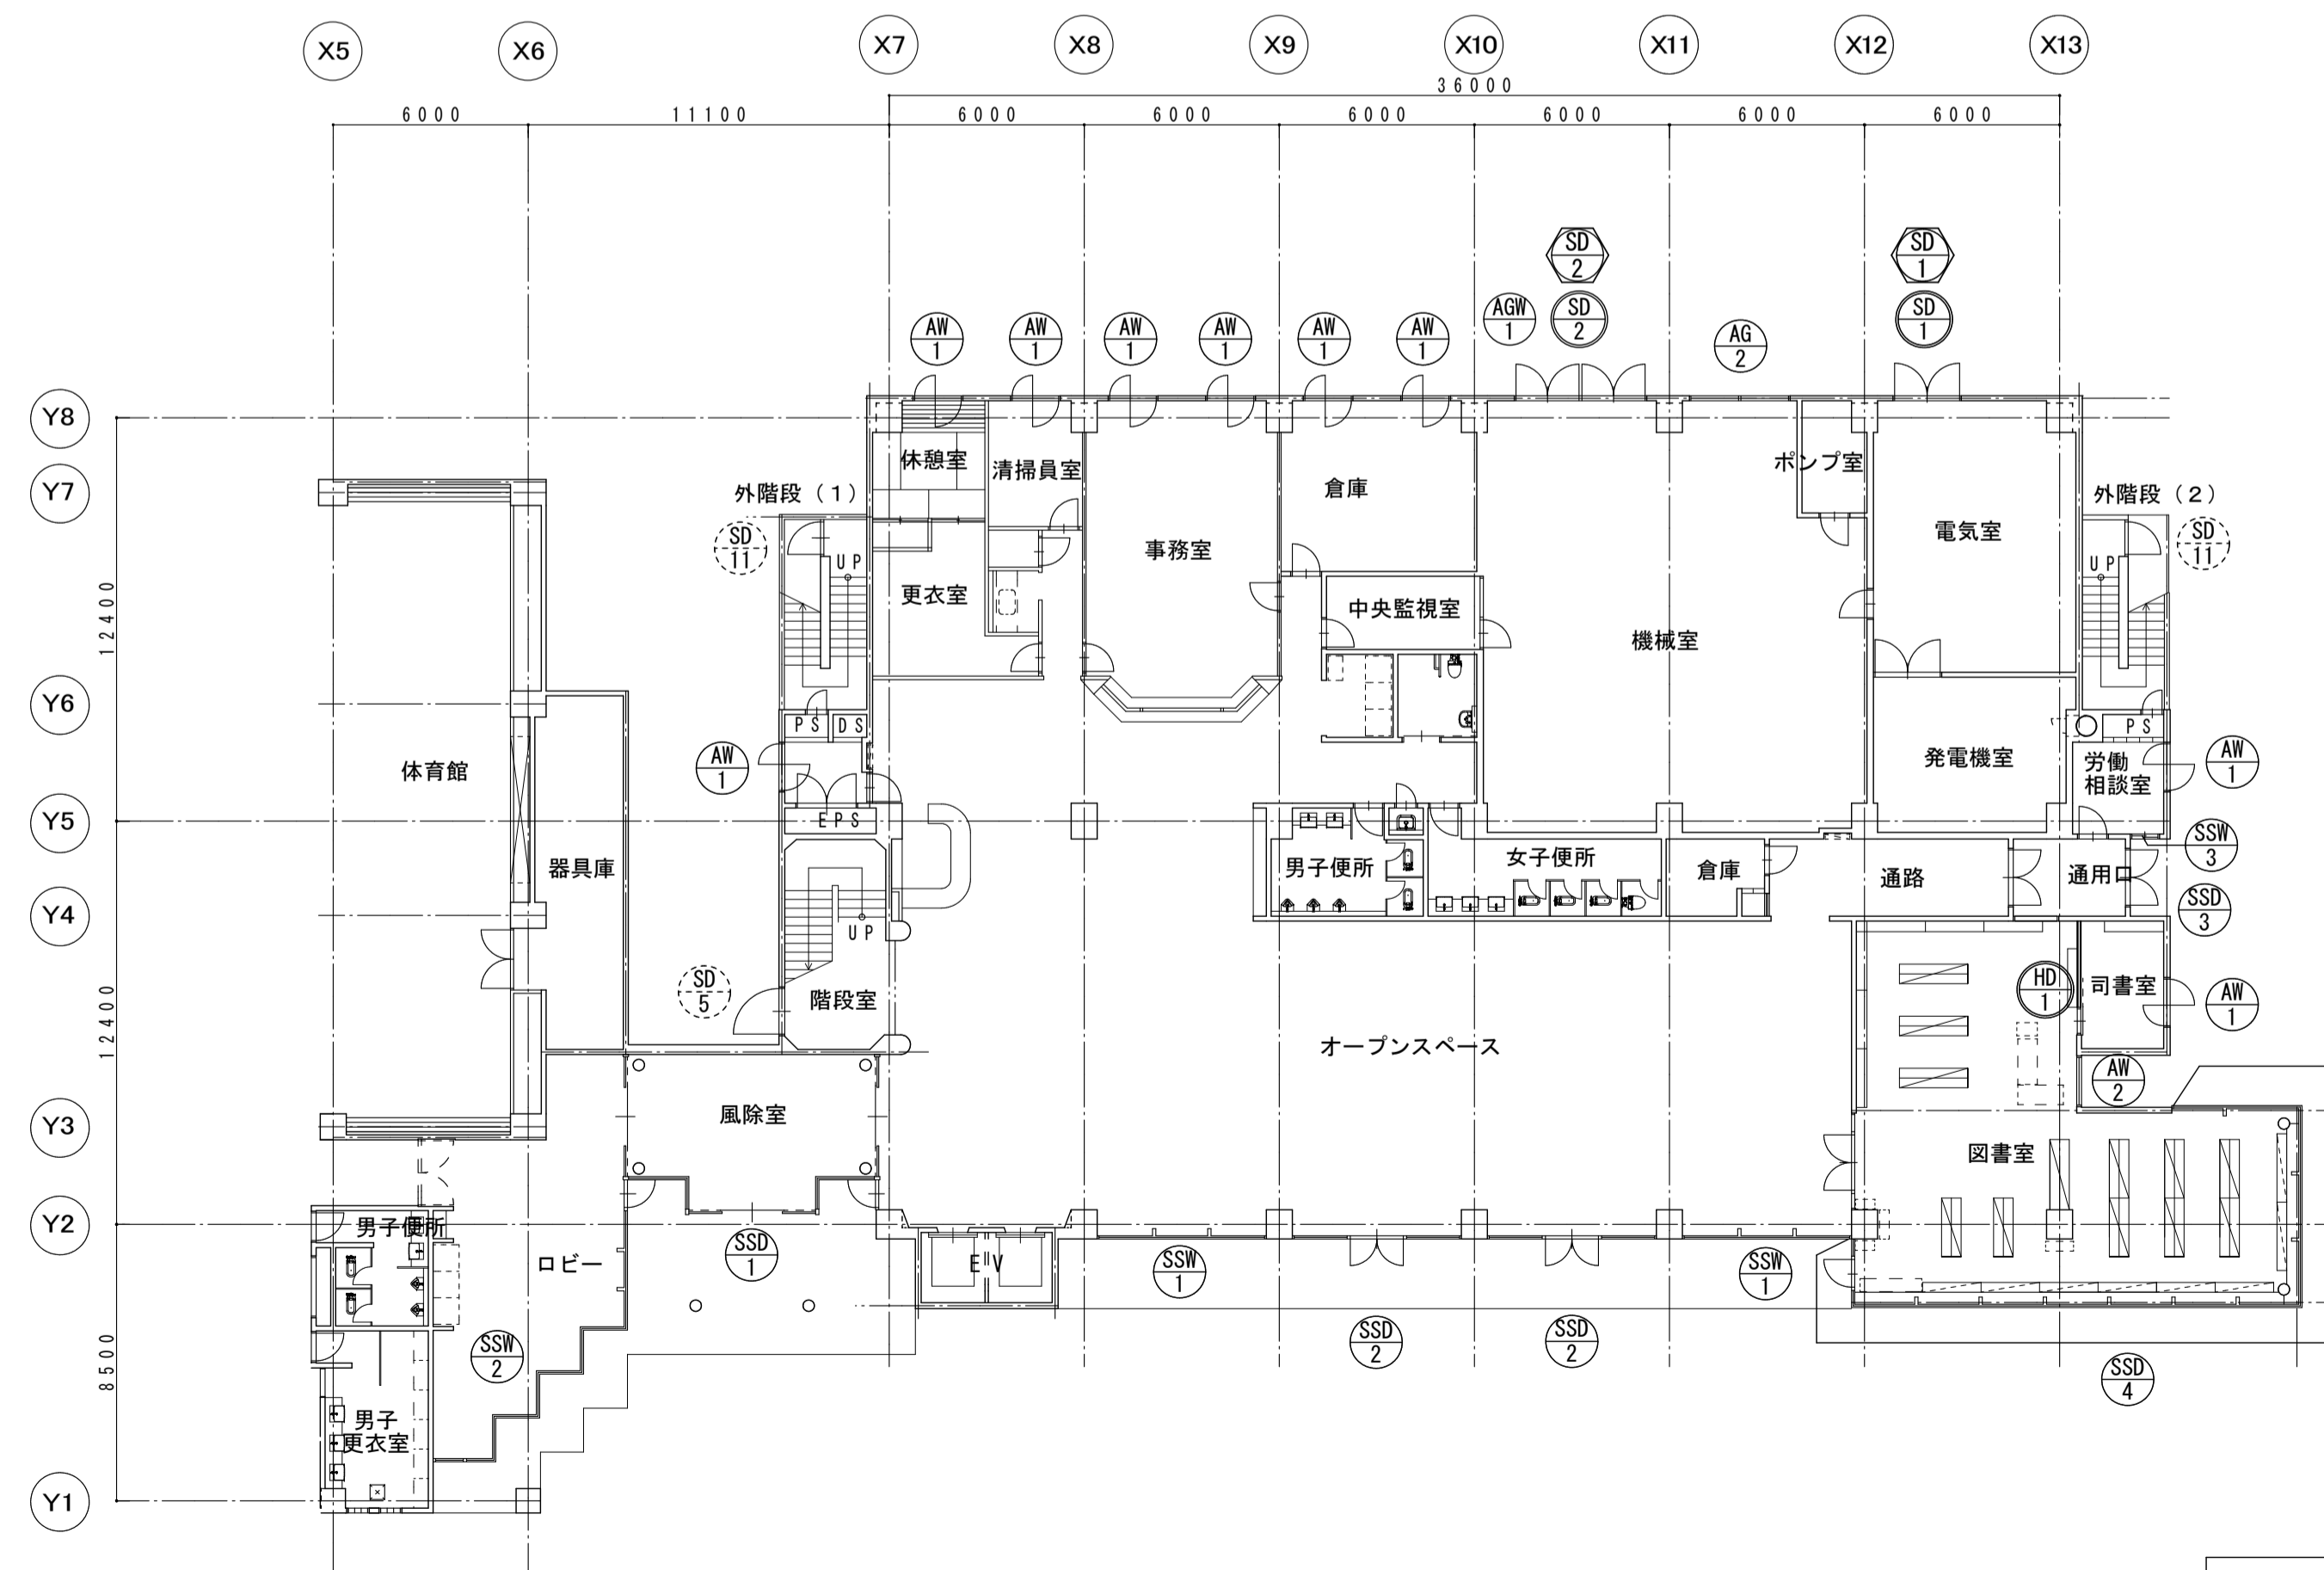 X5
X6
X7
X8
X9
X10
X11
X12
X13
36000
6000
11100
6000
6000
6000
6000
6000
6000
SD
2
SD
1
AW
1
AW
1
AW
1
AW
1
AW
1
AW
1
AGW
1
SD
2
AG
2
SD
1
Y8
Y7
Y6
Y5
Y4
Y3
Y2
Y1
12400
12400
8500
休憩室
清掃員室
倉庫
ポンプ室
外階段（１）
外階段（２）
SD
11
UP
事務室
電気室
UP
SD
11
更衣室
中央監視室
機械室
PS
DS
PS
AW
1
体育館
発電機室
労働
相談室
AW
1
EPS
SSW
3
器具庫
男子便所
女子便所
倉庫
通路
通用口
SSD
3
UP
SD
5
階段室
HD
1
司書室
AW
1
オープンスペース
AW
2
風除室
図書室
男子便所
ロビー
SSD
1
EV
SSW
1
SSW
1
SSW
2
SSD
2
SSD
2
SSD
4
男子
更衣室